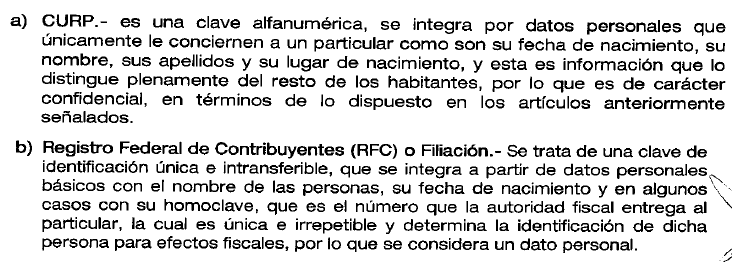 a) CURP.- es una clave alfanumérica, se integra por datos personales que
únicamente le conciernen a un particular como son su fecha de nacimiento, su
nombre, sus apellidos y su lugar de nacimiento, y esta es información que lo
distingue plenamente del resto de los habitantes, por lo que es de carácter
confidencial, en términos de lo dispuesto en los artículos anteriormente
señalados.
b) Registro Federal de Contribuyentes (RFC) o Filiación.- Se trata de una clave de
identificación única e intransferible, que se integra a partir de datos personales
básicos con el nombre de las personas, su fecha de nacimiento y en algunos
casos con su homoclave, que es el número que la autoridad fiscal entrega al
particular, la cual es única e irrepetible y determina la identificación de dicha
persona para efectos fiscales, por lo que se considera un dato personal.